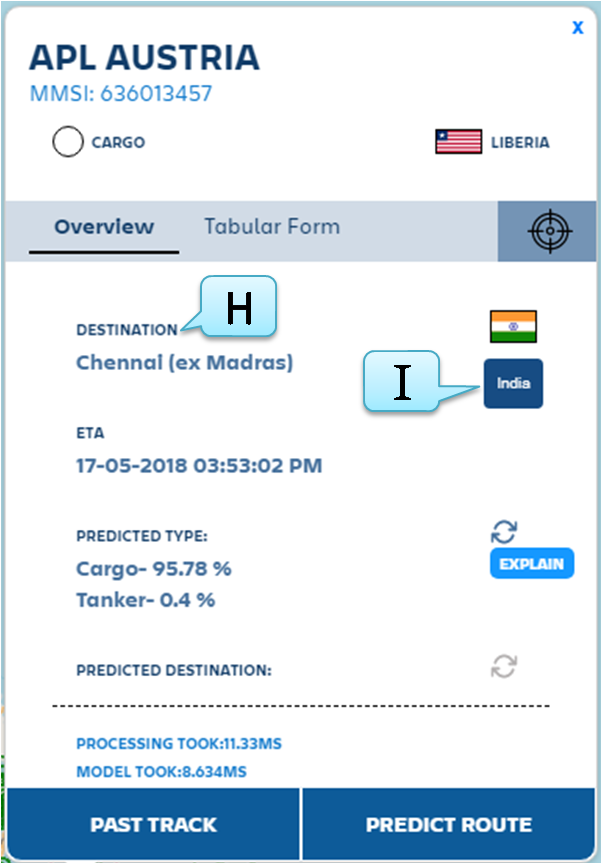 x
APL AUSTRIA
MMSI: 636013457
CARGO LIBERIA
Overview Tabular Form
H
DESTINATION
Chennai (ex Madras)
I India
ETA
17-05-2018 03:53:02 PM
PREDICTED TYPE:
Cargo- 95.78 %
EXPLAIN
Tanker- 0.4 %
PREDICTED DESTINATION:
PROCESSING TOOK:11.33MS
MODEL TOOK:8.634MS
PAST TRACK PREDICT ROUTE